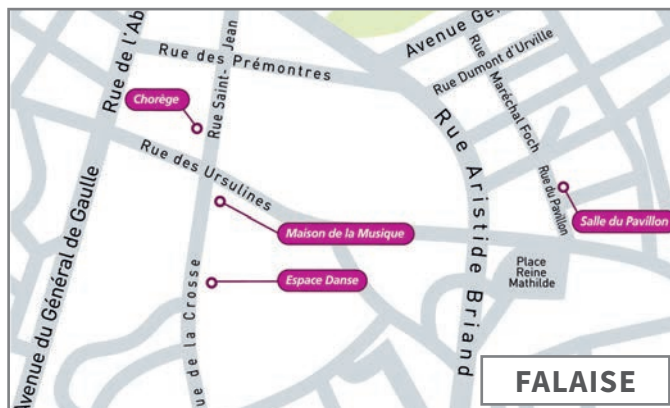 Rue de l'Ab
Rue des Prémontres
Rue Saint-Jean
Avenue Gé
Rue Dumont d'Urville
Rue Maréchal Foch
Chorège
Rue des Ursulines
Rue Aristide Briand
Rue du Pavillon
Salle du Pavillon
Maison de la Musique
Avenue du Général de Gaulle
Espace Danse
ue de la Crosse
Place
Reine
Mathilde
FALAISE